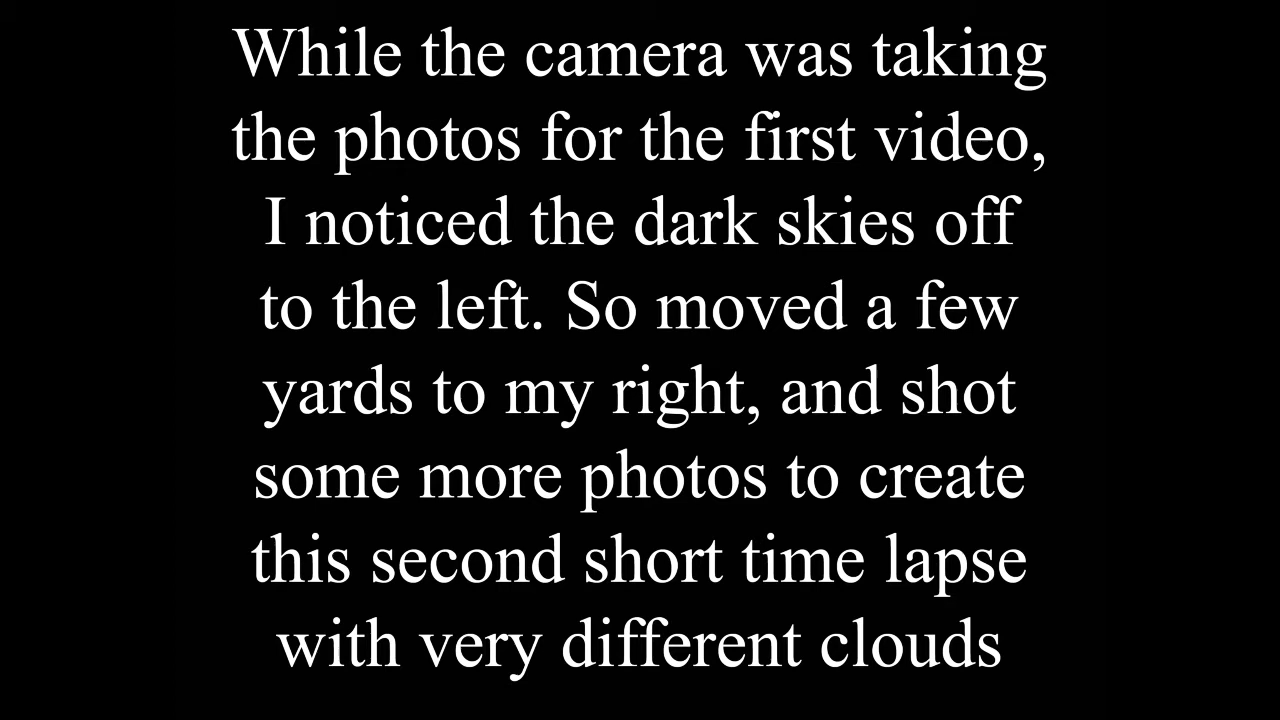 While the camera was taking
the photos for the first video,
I noticed the dark skies off
to the left. So moved a few
yards to my right, and shot
some more photos to create
this second short time lapse
with very different clouds